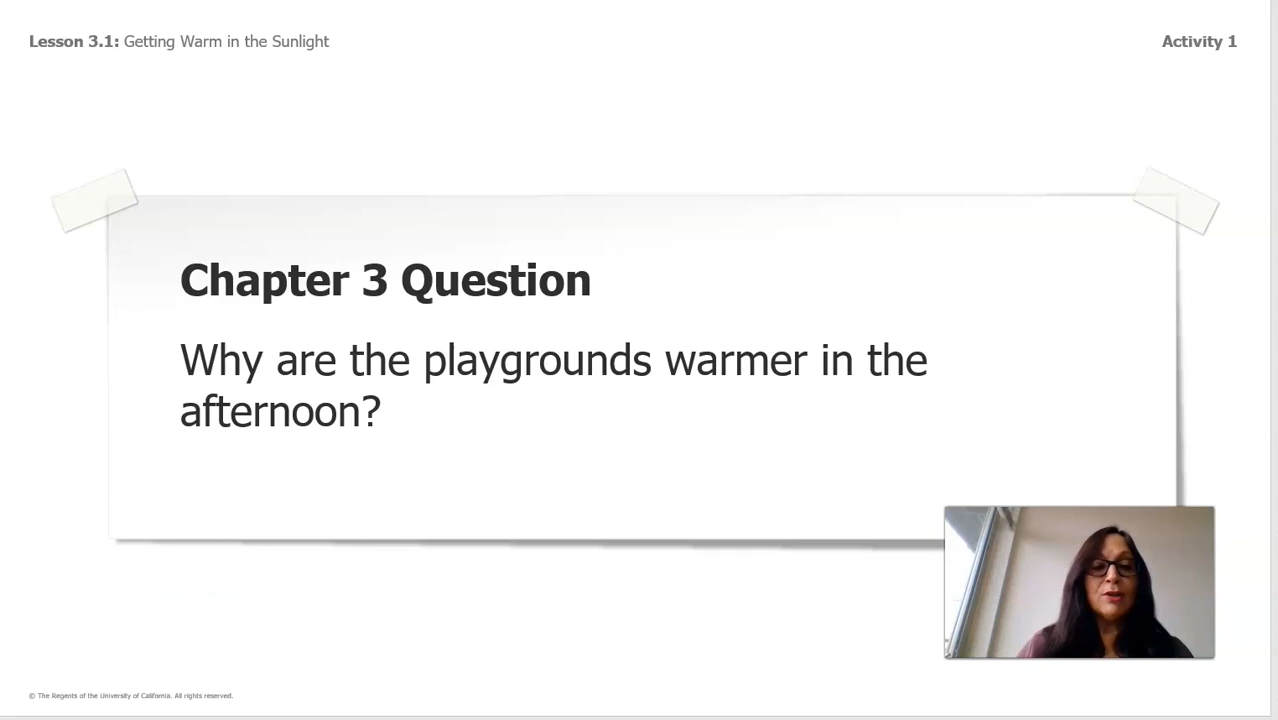 Lesson 3.1: Getting Warm in the Sunlight
Activity 1
Chapter 3 Question
Why are the playgrounds warmer in the
afternoon?
© The Regents of the University of California. All rights reserved.